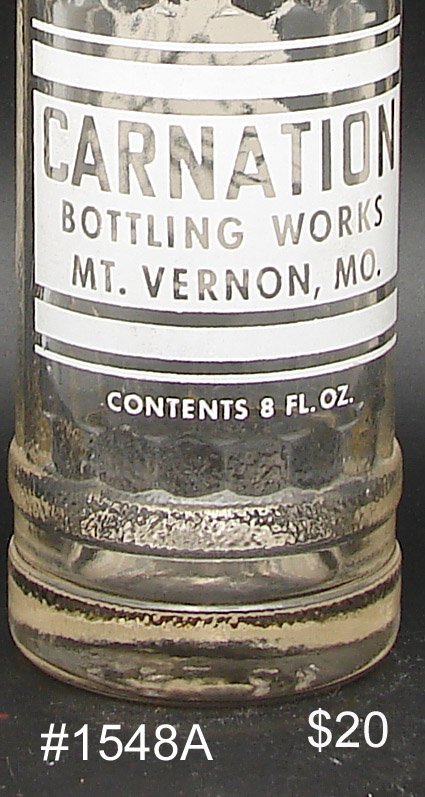 CARNATION
BOTTLING WORKS
MT. VERNON, MO.
CONTENTS 8 FL. OZ.
#1548A $20